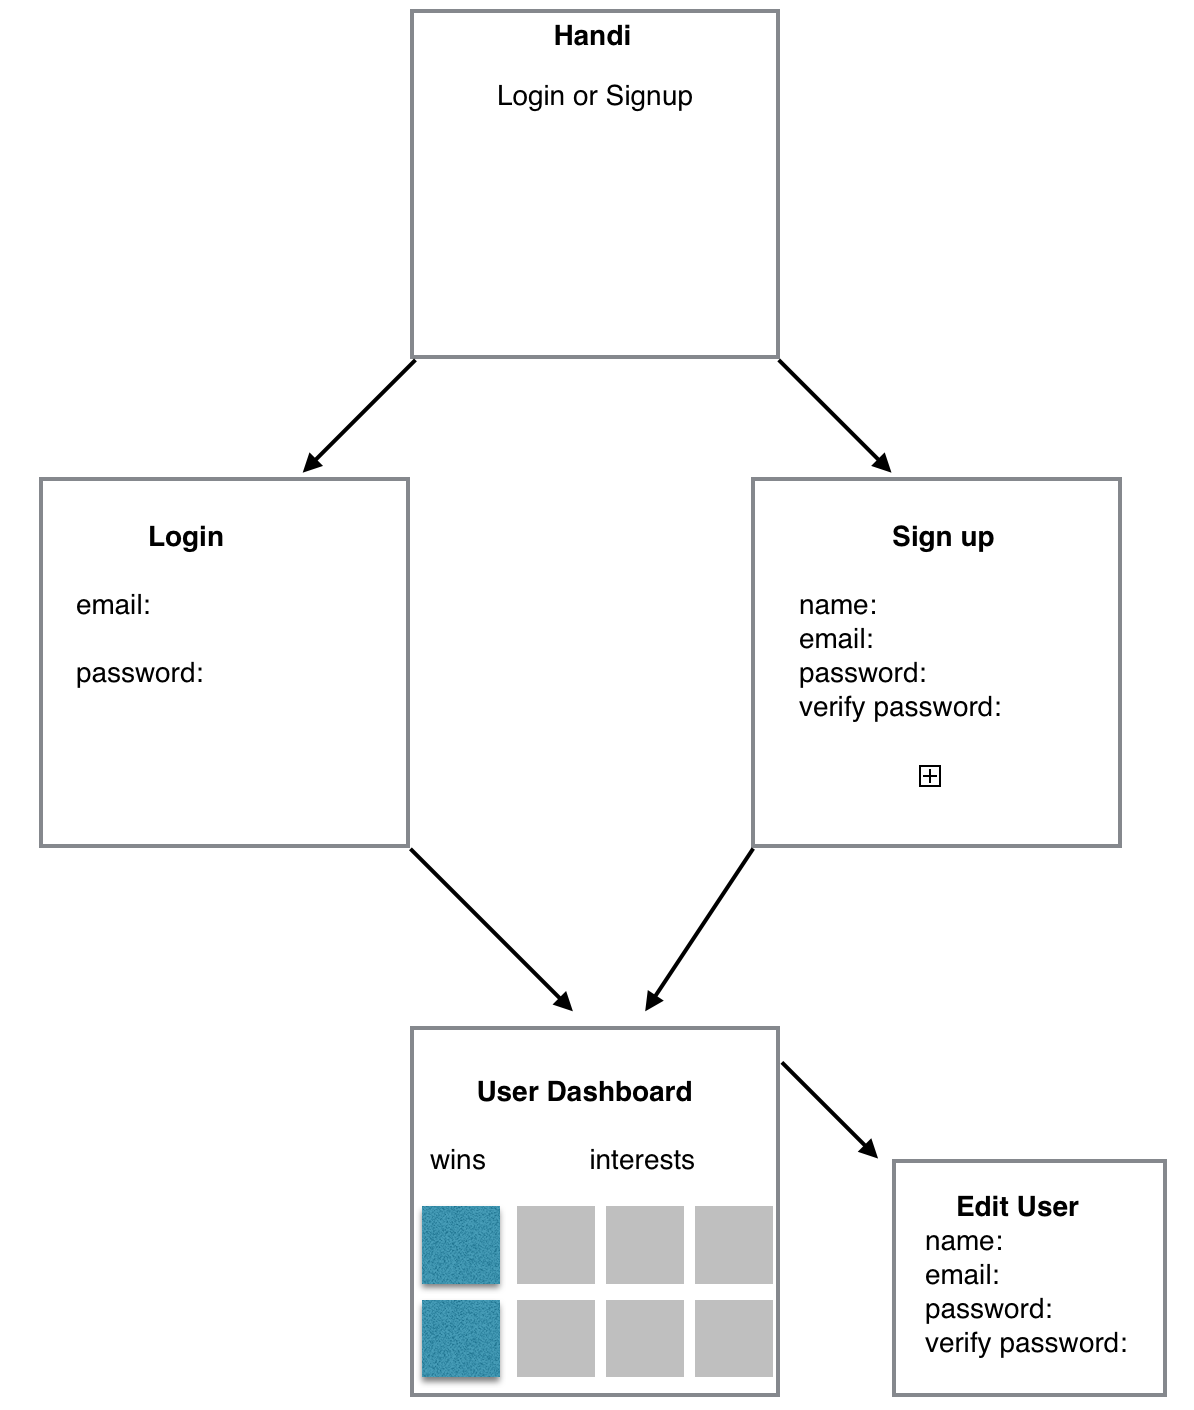 Handi
Login or Signup
Login
email:
password:
Sign up
name:
email:
password:
verify password:
User Dashboard
wins interests
Edit User
name:
email:
password:
verify password: